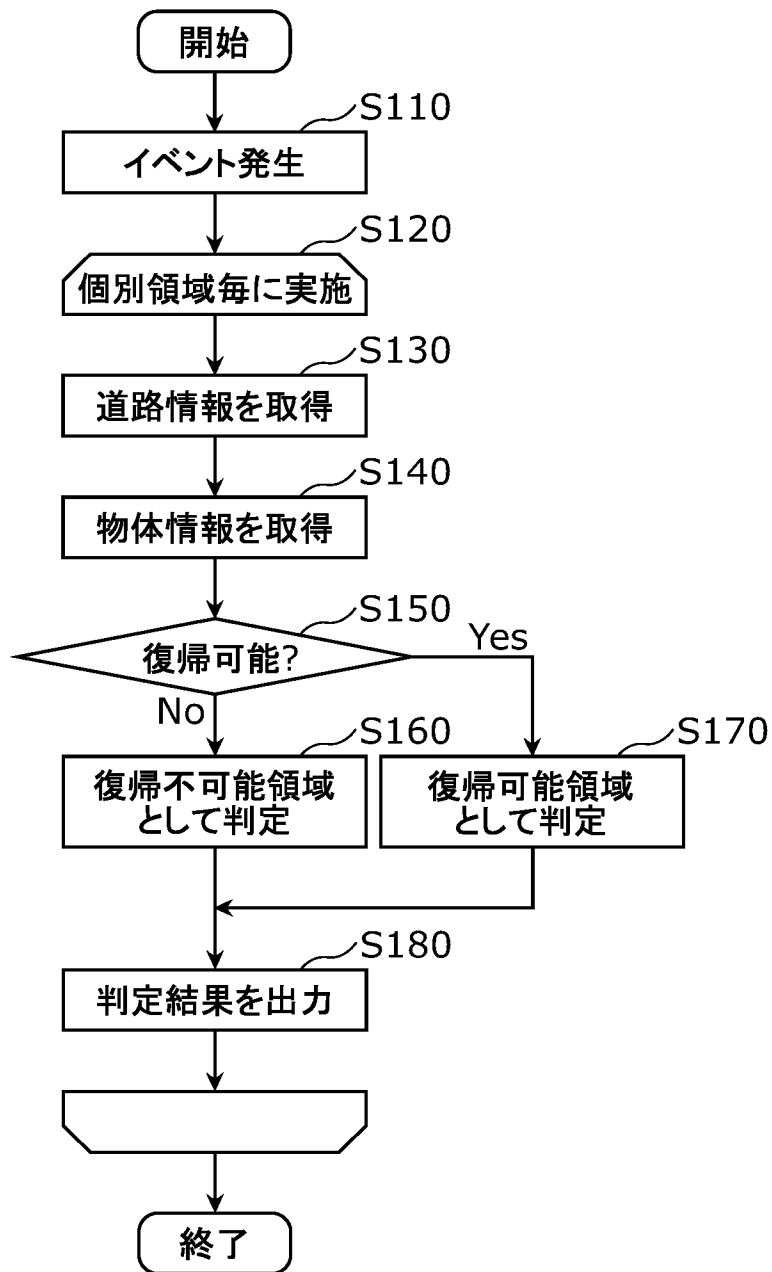 開始
S110
イベント発生
S120
個別領域毎に実施
S130
道路情報を取得
S140
物体情報を取得
S150
復帰可能?
Yes
No
S160
復帰不可能領域
として判定
S170
復帰可能領域
として判定
S180
判定結果を出力
終了